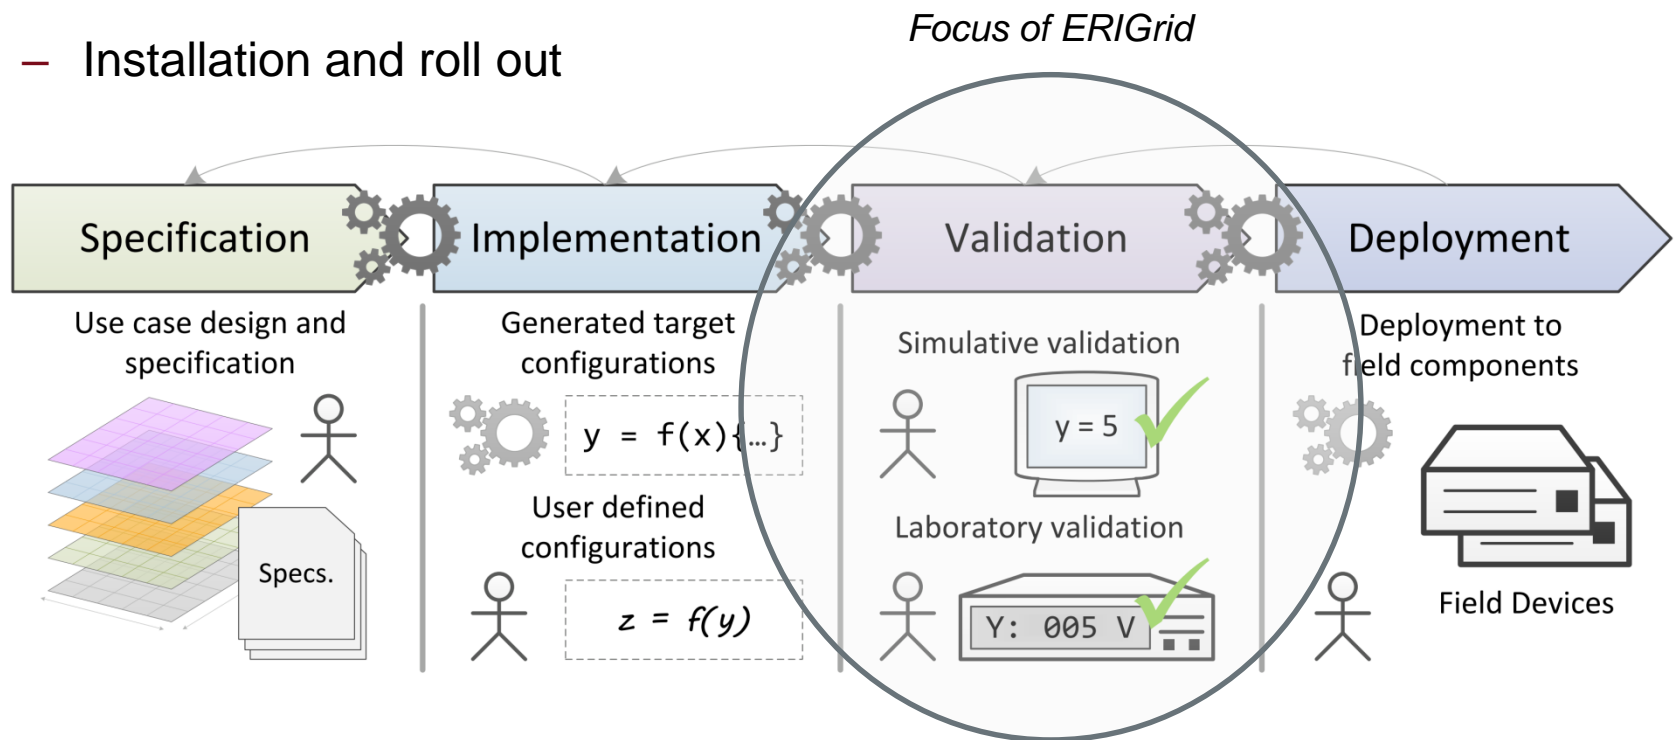 Focus of ERIGrid
– Installation and roll out
Specification
Implementation
Validation
Deployment
Use case design and
specification
Specs.
Generated target
configurations
y = f(x){…}
User defined
configurations
z = f(y)
Simulative validation
y = 5
Laboratory validation
Y: 005 V
Deployment to
field components
Field Devices